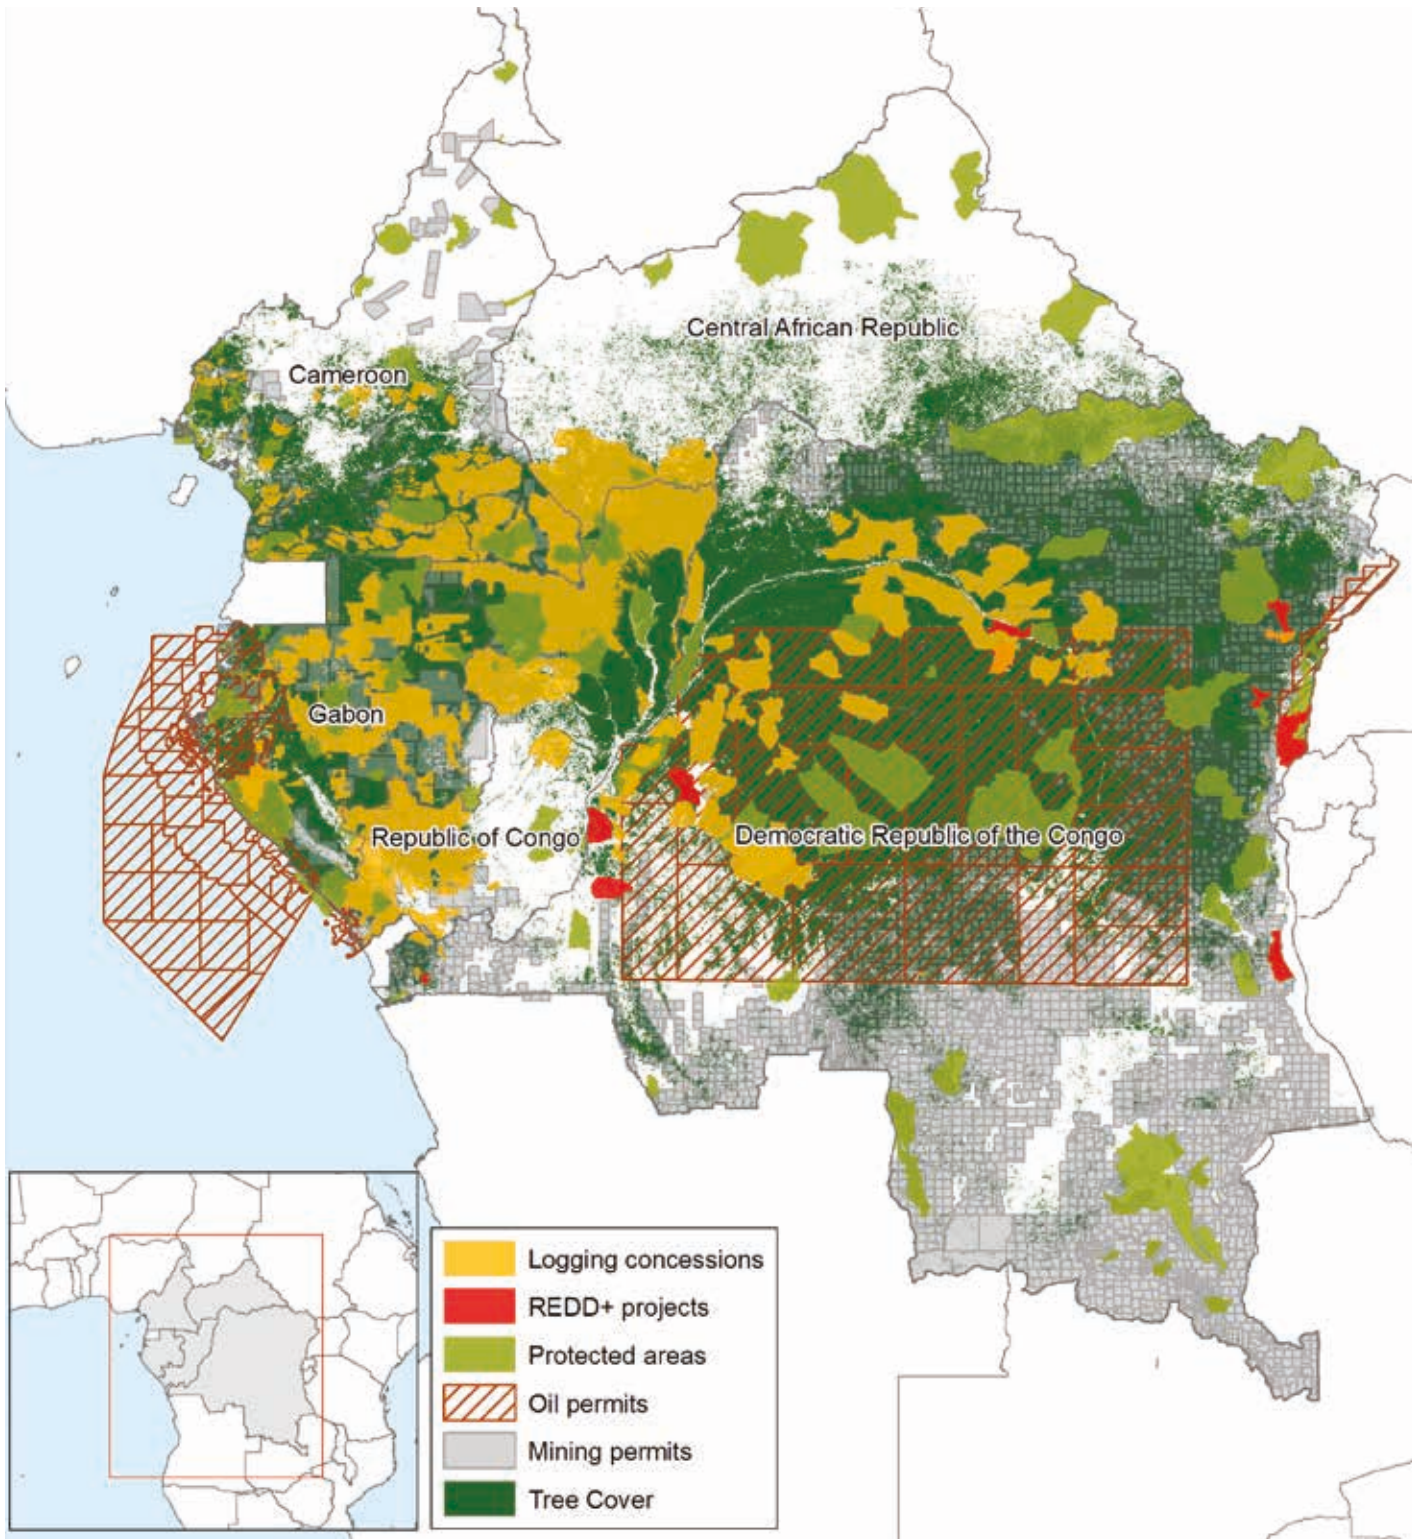 Central African Republic
Cameroon
Gabon
Republic of Congo
Democratic Republic of the Congo
Logging concessions
REDD+ projects
Protected areas
Oil permits
Mining permits
Tree Cover